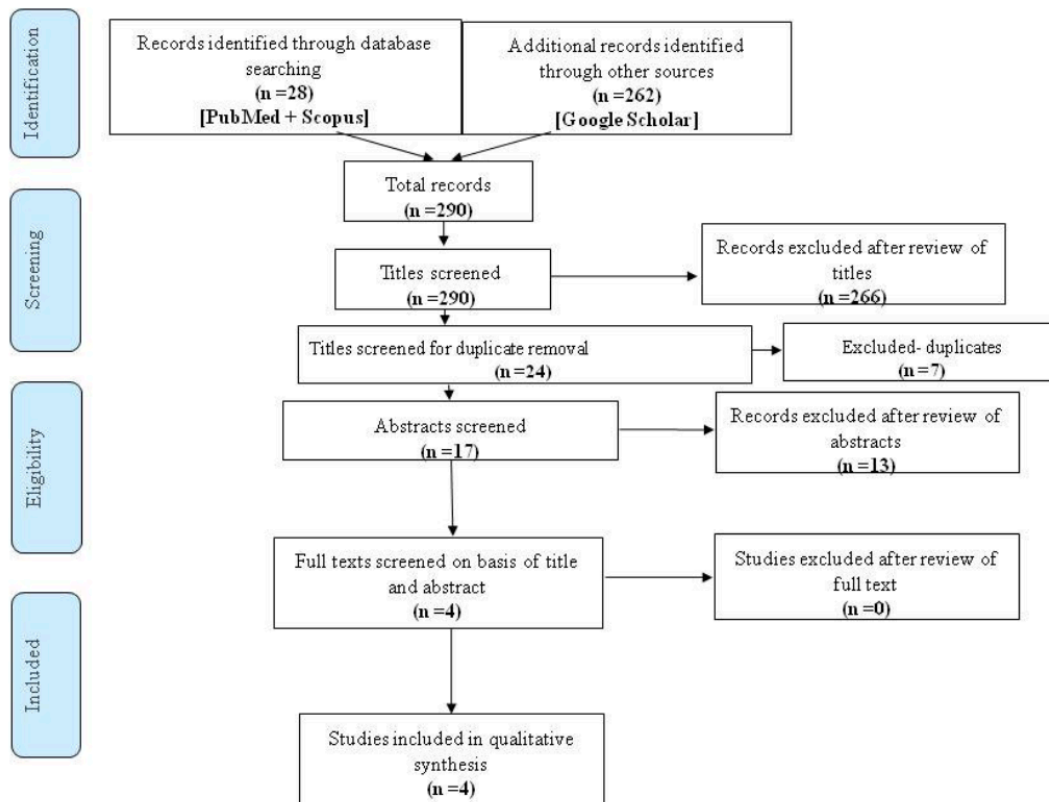 Identification
Records identified through database
searching
(n =28)
[PubMed + Scopus]
Additional records identified
through other sources
(n =262)
[Google Scholar]
Total records
(n =290)
Screening
Titles screened
(n =290)
Records excluded after review of
titles
(n =266)
Titles screened for duplicate removal
(n =24)
Excluded- duplicates
(n =7)
Eligibility
Abstracts screened
(n =17)
Records excluded after review of
abstracts
(n =13)
Full texts screened on basis of title
and abstract
(n =4)
Studies excluded after review of
full text
(n =0)
Included
Studies included in qualitative
synthesis
(n =4)